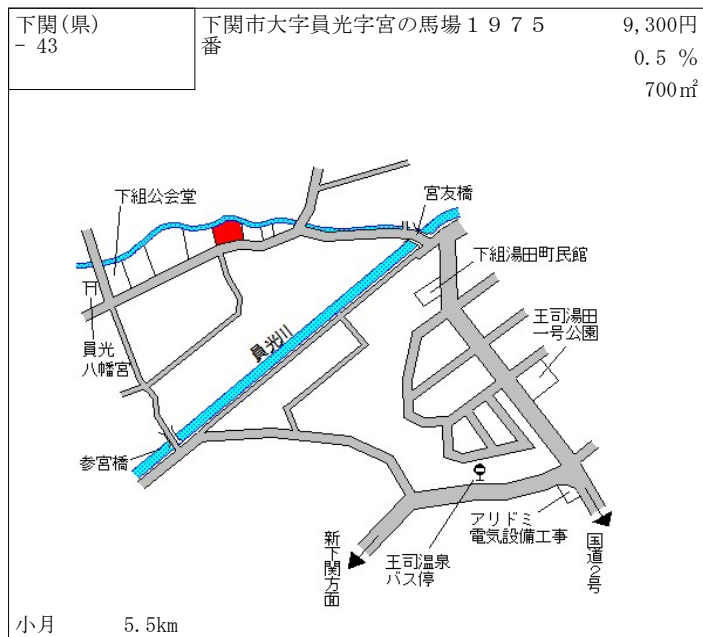 下関(県)
- 43
下関市大字員光字宮の馬場１９７５
番
9,300円
0.5 %
700㎡
下組公会堂
宮友橋
下組湯田町民館
王司湯田
一号公園
員光
八幡宮
員光川
参宮橋
アリドミ
電気設備工事
王司温泉
バス停
新下関方面
国道２号
小月 5.5km